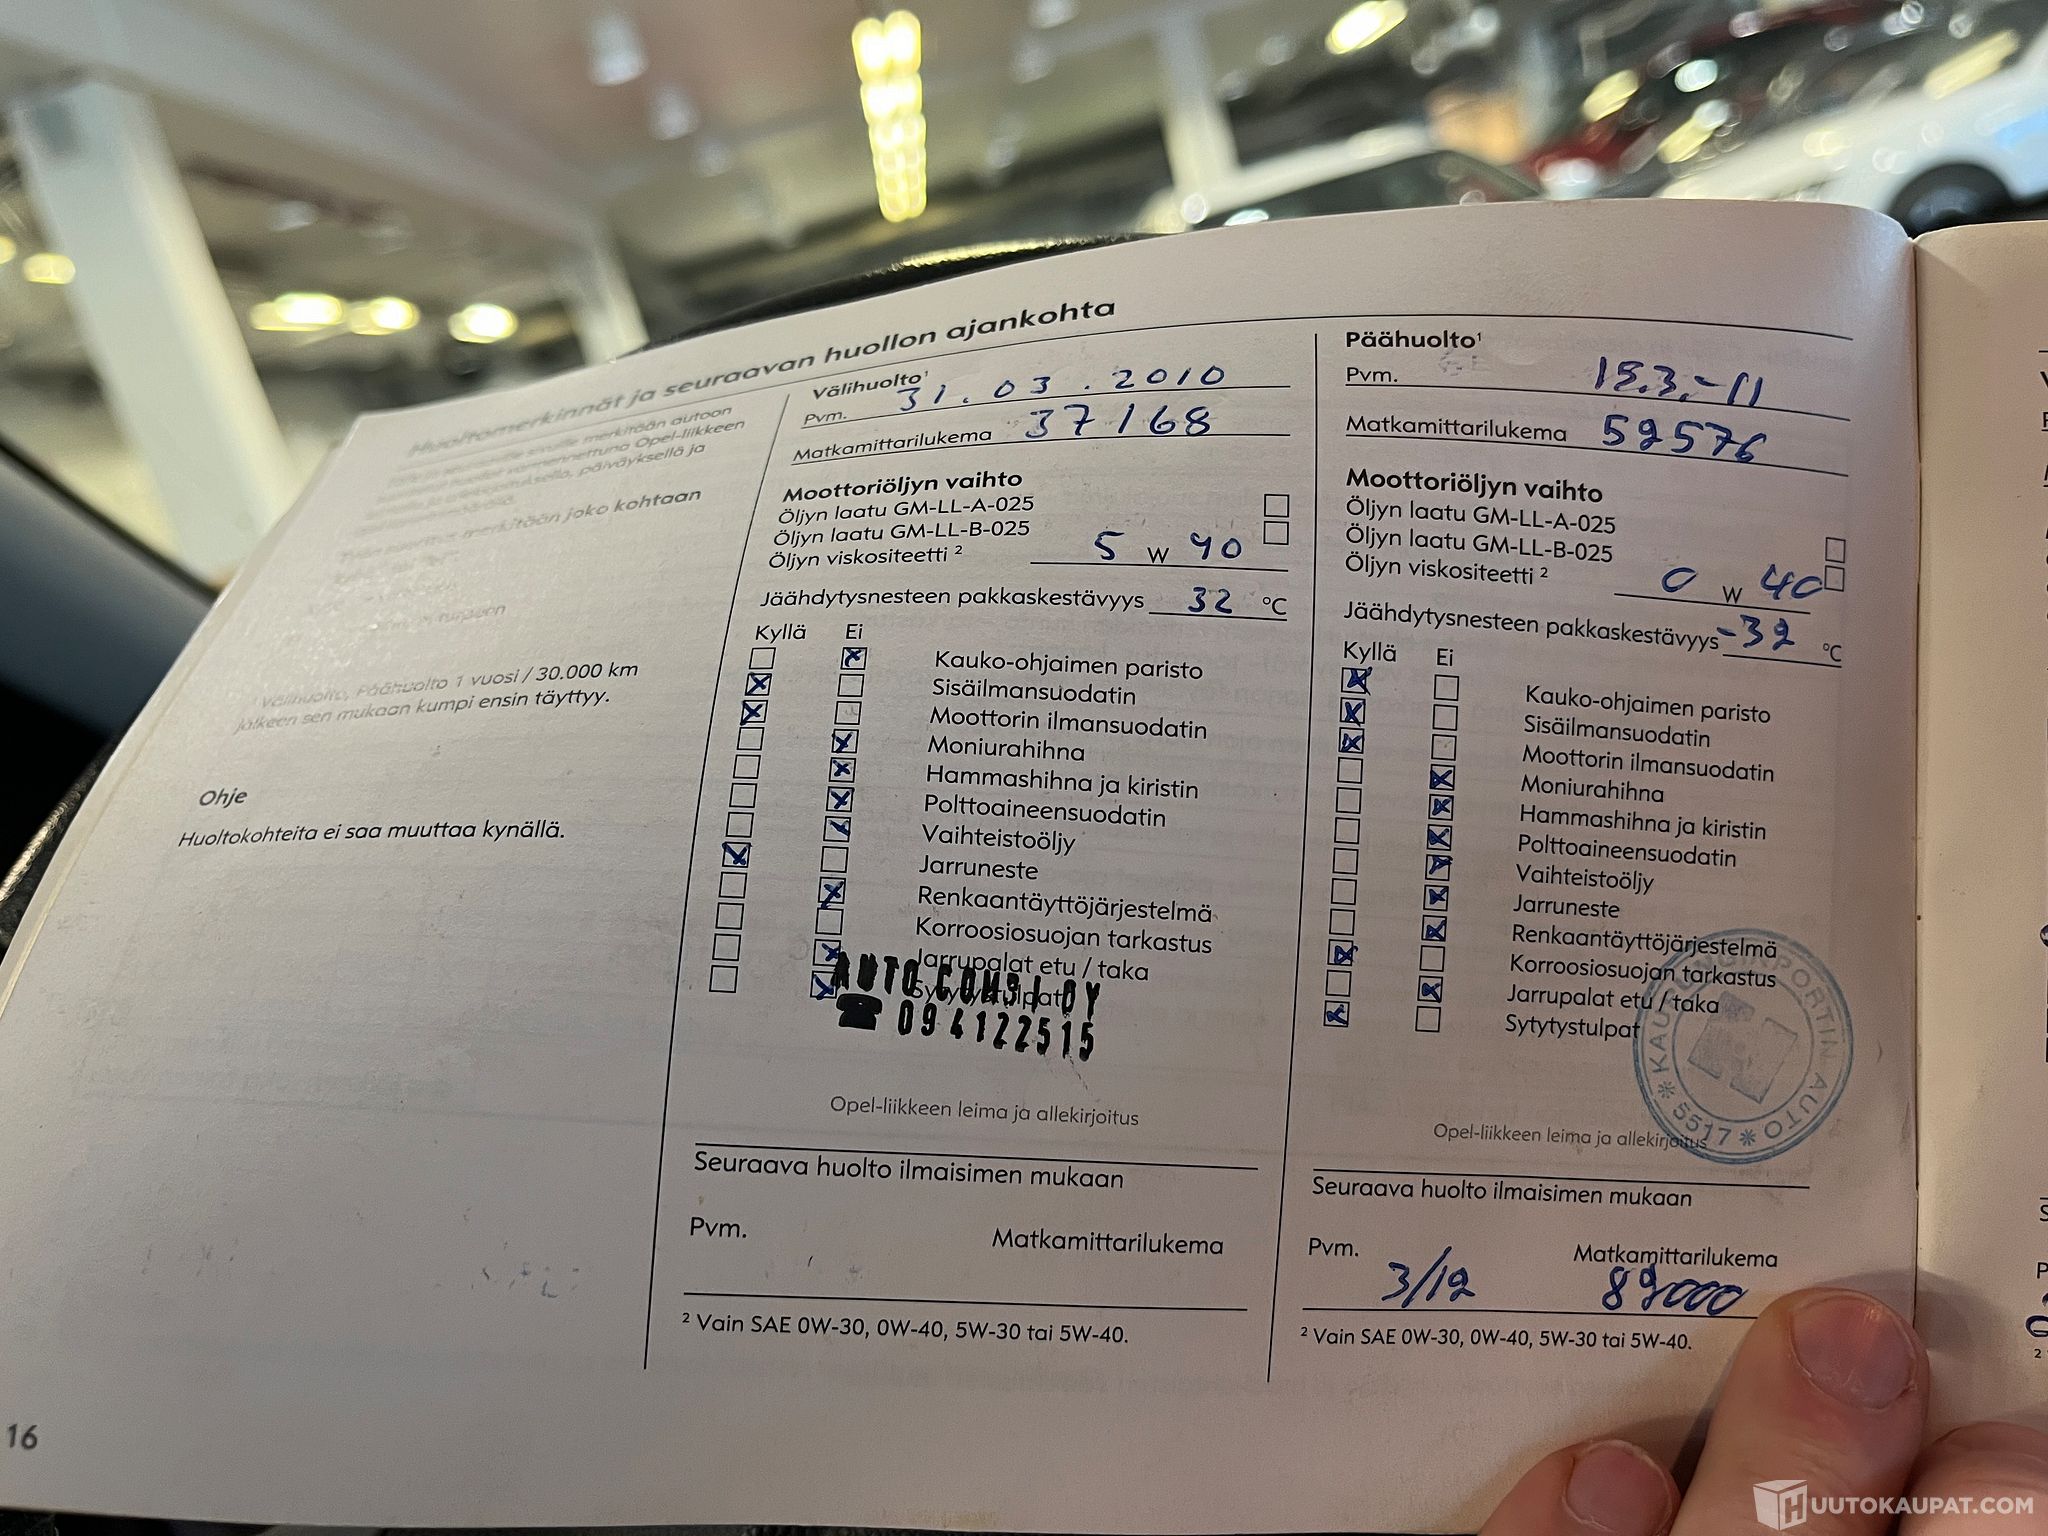 Huoltomerkinnät ja seuraavan huollon ajankohta
autoon
Opel-liikkeen
päiväyksellä ja
merkitään joko kohtaan
¹ Välihuolto, Päähuolto 1 vuosi / 30.000 km
jälkeen sen mukaan kumpi ensin täyttyy.
Ohje
Huoltokohteita ei saa muuttaa kynällä.
16
Välihuolto¹
Pvm. 31.03.2010
Matkamittarilukema 37168
Moottoriöljyn vaihto
Öljyn laatu GM-LL-A-025
Öljyn laatu GM-LL-B-025
Öljyn viskositeetti ² 5 W 40
Jäähdytysnesteen pakkaskestävyys 32 °C
Kyllä Ei
Kauko-ohjaimen paristo
Sisäilmansuodatin
Moottorin ilmansuodatin
Moniurahihna
Hammashihna ja kiristin
Polttoaineensuodatin
Vaihteistoöljy
Jarruneste
Renkaantäyttöjärjestelmä
Korroosiosuojan tarkastus
Jarrupalat etu / taka
Sytytystulpat
AUTO COMBI OY
☎ 09 4122515
Opel-liikkeen leima ja allekirjoitus
Seuraava huolto ilmaisimen mukaan
Pvm. Matkamittarilukema
² Vain SAE 0W-30, 0W-40, 5W-30 tai 5W-40.
Päähuolto¹
Pvm.
Matkamittarilukema 59576
Moottoriöljyn vaihto
Öljyn laatu GM-LL-A-025
Öljyn laatu GM-LL-B-025
Öljyn viskositeetti ² 0 W 40
Jäähdytysnesteen pakkaskestävyys -32 °C
Kyllä Ei
Kauko-ohjaimen paristo
Sisäilmansuodatin
Moottorin ilmansuodatin
Moniurahihna
Hammashihna ja kiristin
Polttoaineensuodatin
Vaihteistoöljy
Jarruneste
Renkaantäyttöjärjestelmä
Korroosiosuojan tarkastus
Jarrupalat etu / taka
Sytytystulpat
AUTO
5517
Opel-liikkeen leima ja allekirjoitus
Seuraava huolto ilmaisimen mukaan
Pvm. Matkamittarilukema
3/12 89000
² Vain SAE 0W-30, 0W-40, 5W-30 tai 5W-40.
HUUTOKAUPAT.COM